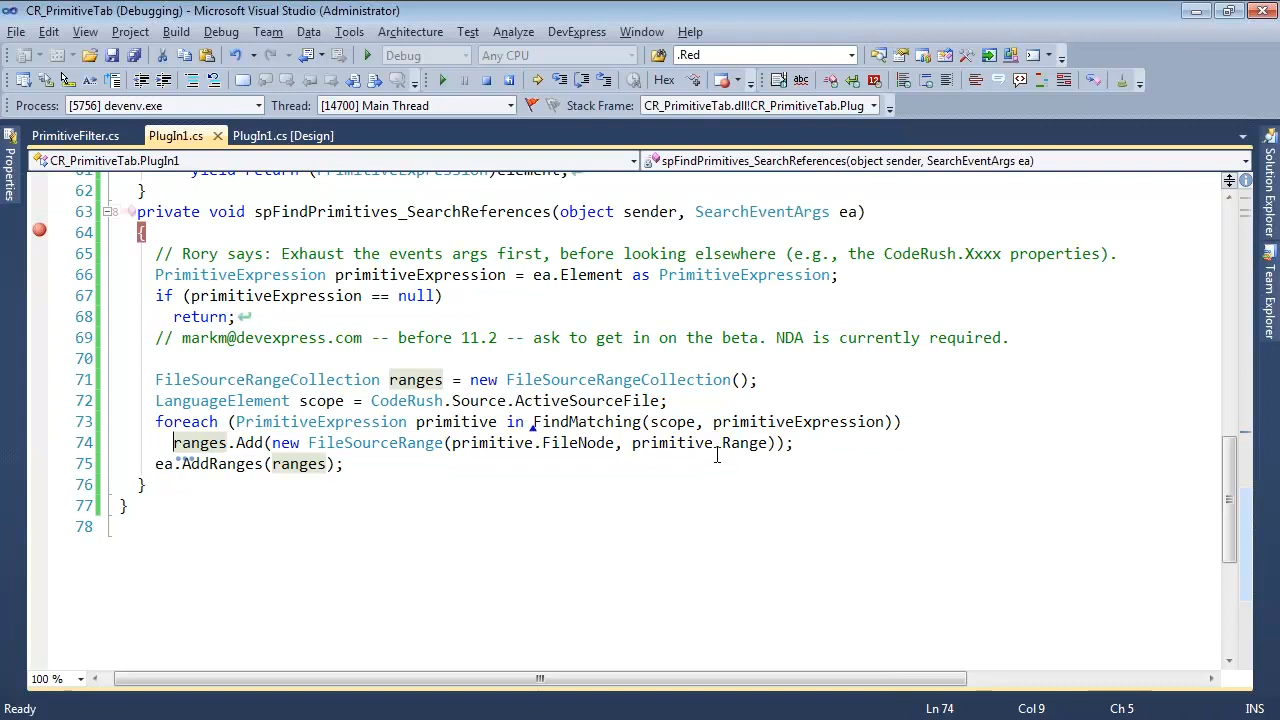 CR_PrimitiveTab (Debugging) - Microsoft Visual Studio (Administrator)
File Edit View Project Build Debug Team Data Tools Architecture Test Analyze DevExpress Window Help
Debug Any CPU .Red
Hex
Process: [5756] devenv.exe Thread: [14700] Main Thread Stack Frame: CR_PrimitiveTab.dll!CR_PrimitiveTab.Plug
PrimitiveFilter.cs PlugIn1.cs PlugIn1.cs [Design]
CR_PrimitiveTab.PlugIn1 spFindPrimitives_SearchReferences(object sender, SearchEventArgs ea)
Properties
Solution Explorer
Team Explorer
61 yield return (PrimitiveExpression)element;
62 }
63 private void spFindPrimitives_SearchReferences(object sender, SearchEventArgs ea)
64 {
65 // Rory says: Exhaust the events args first, before looking elsewhere (e.g., the CodeRush.Xxxx properties).
66 PrimitiveExpression primitiveExpression = ea.Element as PrimitiveExpression;
67 if (primitiveExpression == null)
68 return;
69 // markm@devexpress.com -- before 11.2 -- ask to get in on the beta. NDA is currently required.
70
71 FileSourceRangeCollection ranges = new FileSourceRangeCollection();
72 LanguageElement scope = CodeRush.Source.ActiveSourceFile;
73 foreach (PrimitiveExpression primitive in FindMatching(scope, primitiveExpression))
74 ranges.Add(new FileSourceRange(primitive.FileNode, primitive.Range));
75 ea.AddRanges(ranges);
76 }
77 }
78
100 %
Ready Ln 74 Col 9 Ch 5 INS